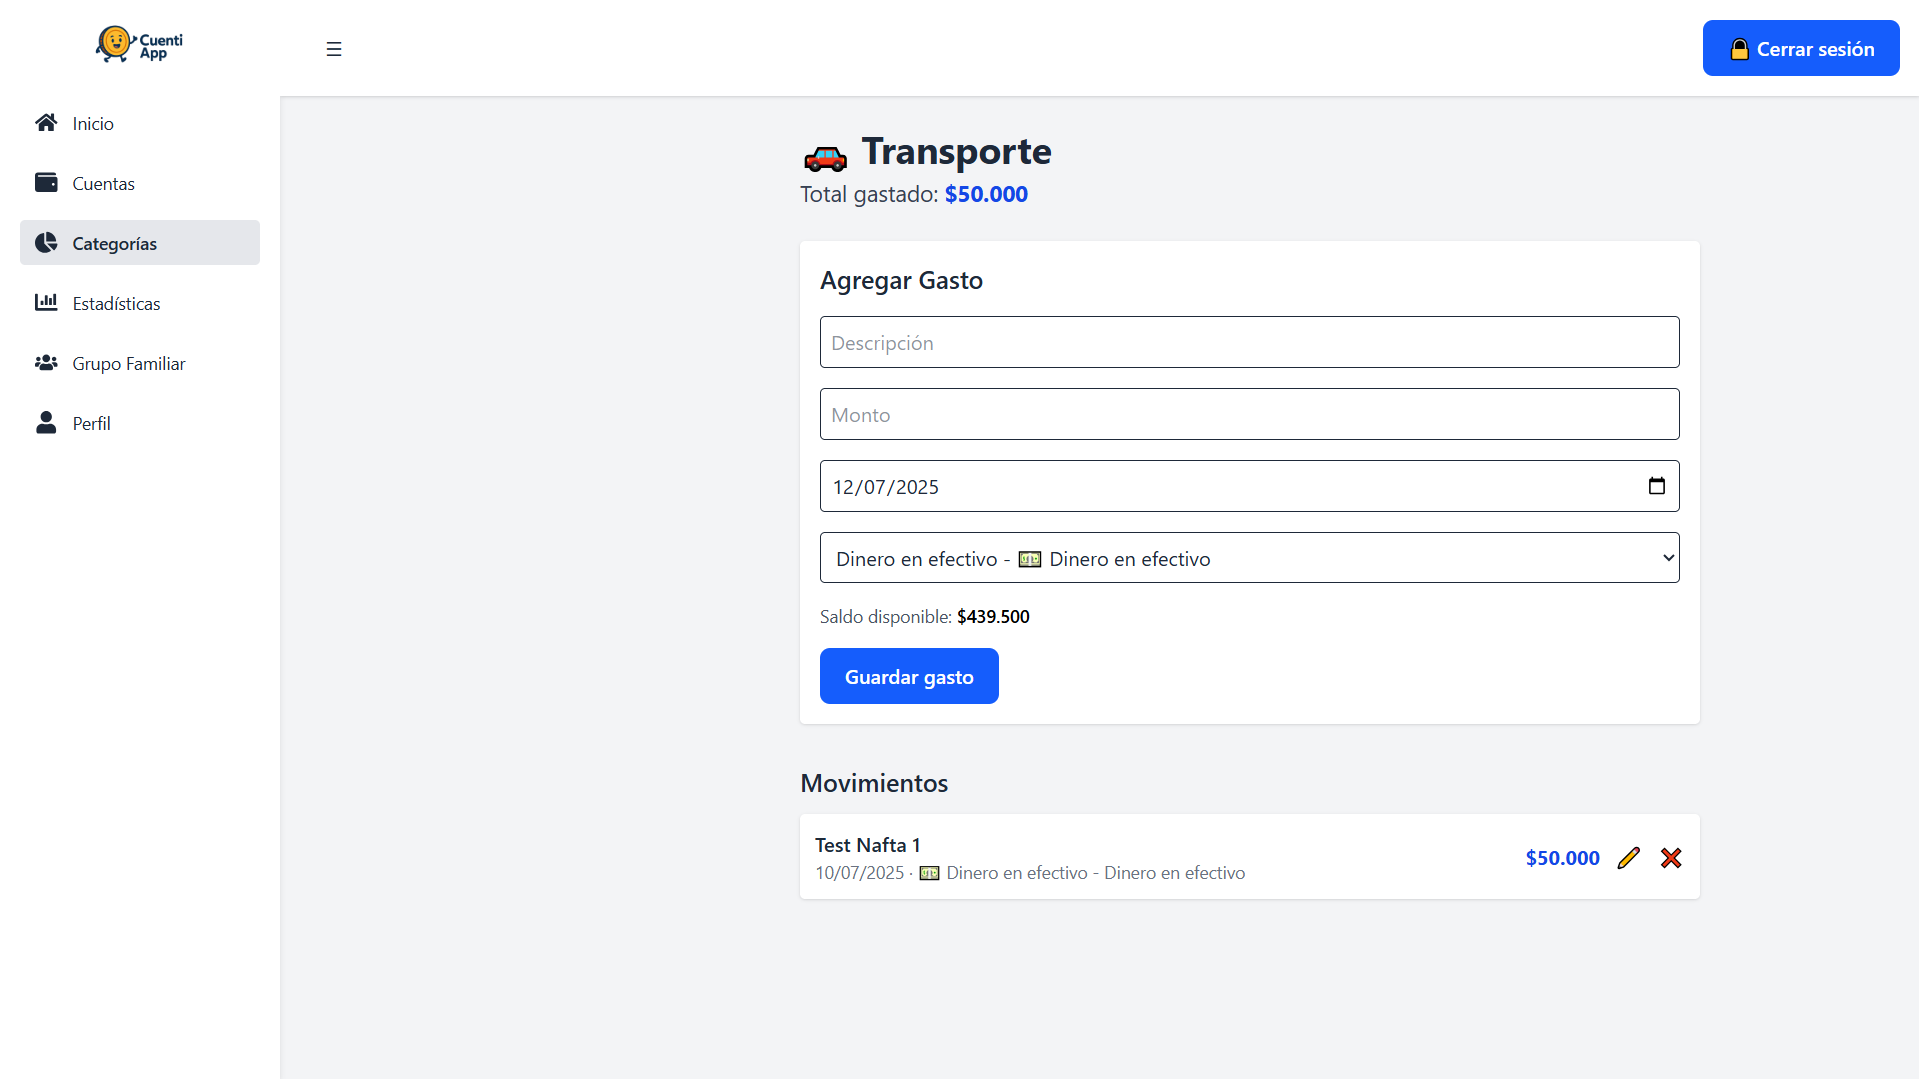 Cuenti
App
☰
🔒 Cerrar sesión
Inicio
Cuentas
Categorías
Estadísticas
Grupo Familiar
Perfil
🚗 Transporte
Total gastado: $50.000
Agregar Gasto
Descripción
Monto
12/07/2025
Dinero en efectivo - 💵 Dinero en efectivo
Saldo disponible: $439.500
Guardar gasto
Movimientos
Test Nafta 1
10/07/2025 · 💵 Dinero en efectivo - Dinero en efectivo
$50.000 ✏️ ❌